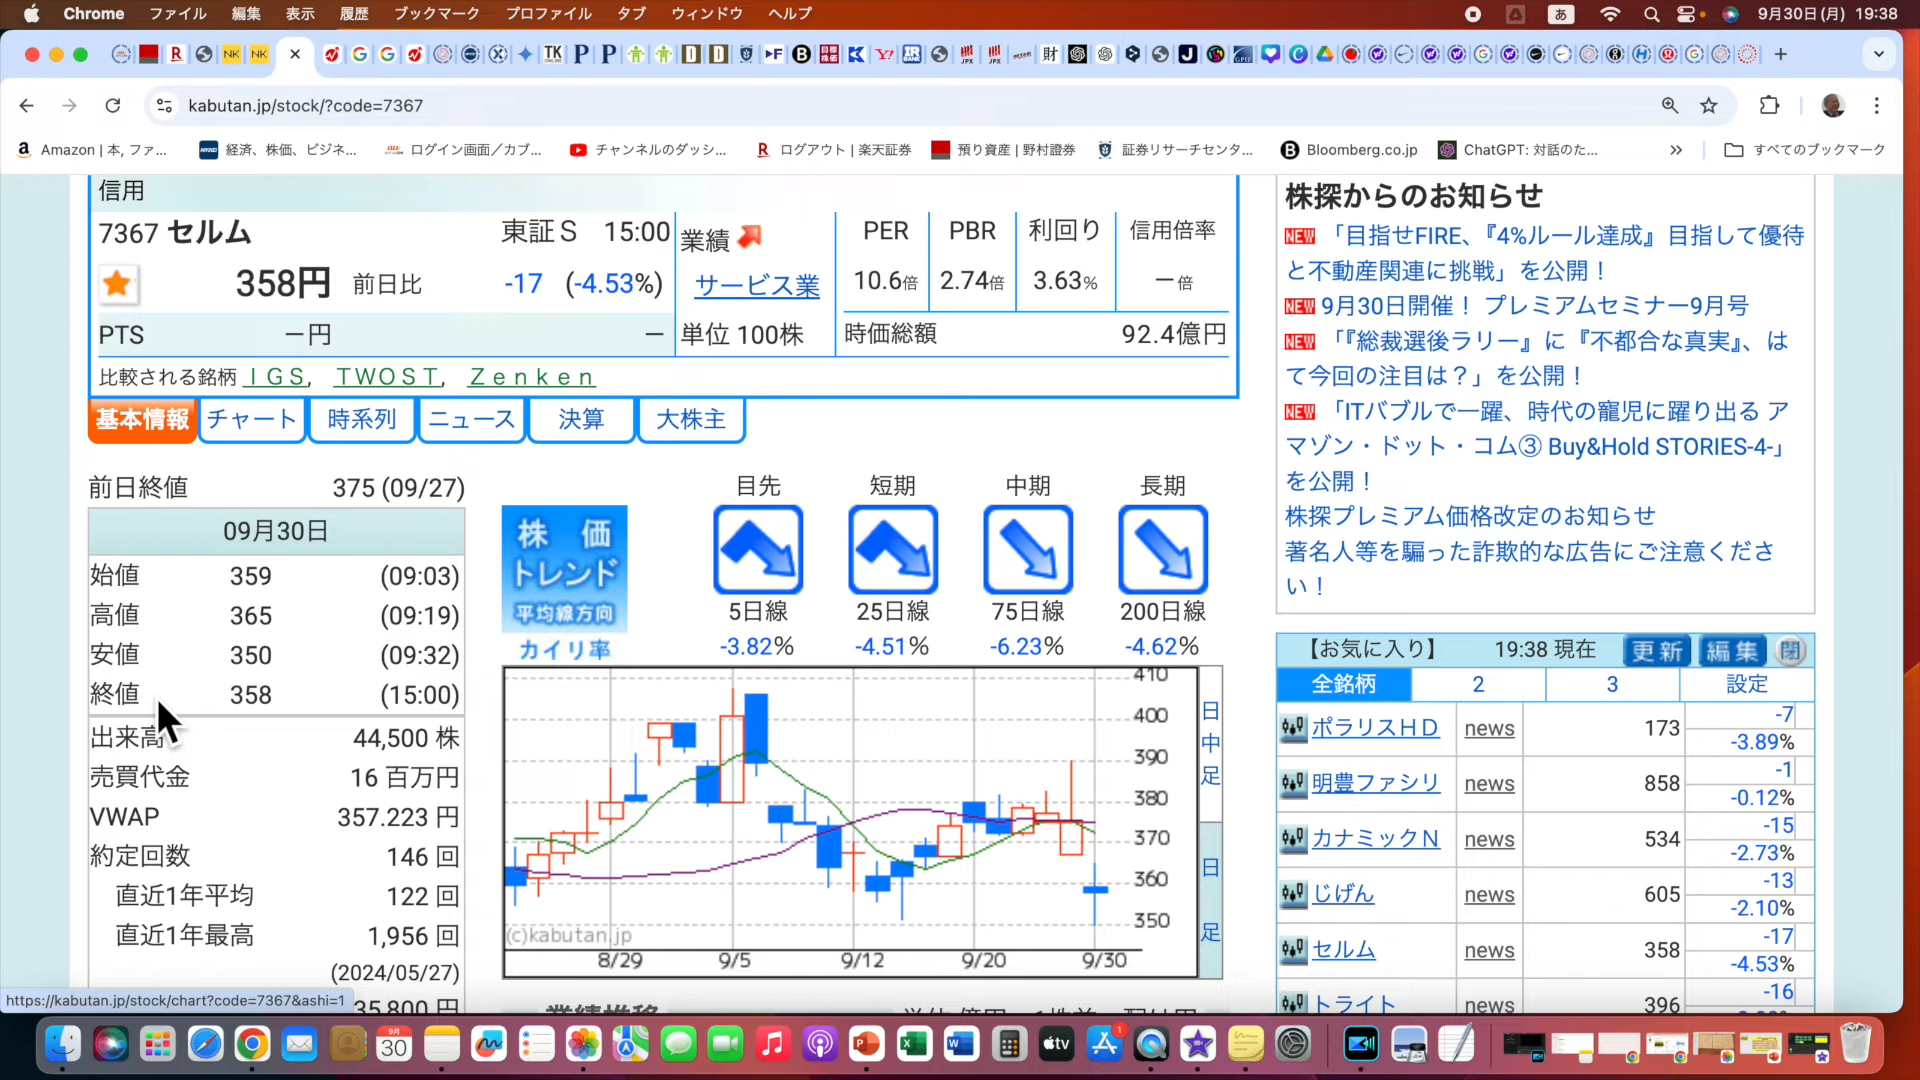 Chrome ファイル 編集 表示 履歴 ブックマーク プロファイル タブ ウィンドウ ヘルプ あ 9月30日(月) 19:38
kabutan.jp/stock/?code=7367
Amazon | 本, ファ... 経済、株価、ビジネ... ログイン画面／カブ... チャンネルのダッシ... ログアウト | 楽天証券 預り資産 | 野村證券 証券リサーチセンタ... Bloomberg.co.jp ChatGPT: 対話のた... » すべてのブックマーク
信用
7367 セルム 東証Ｓ 15:00
358円 前日比 -17 (-4.53%)
PTS －円 －
業績
サービス業
単位 100株
PER PBR 利回り 信用倍率
10.6倍 2.74倍 3.63% －倍
時価総額 92.4億円
比較される銘柄 ＩＧＳ, ＴＷＯＳＴ, Ｚｅｎｋｅｎ
基本情報 チャート 時系列 ニュース 決算 大株主
前日終値 375 (09/27)
09月30日
始値 359 (09:03)
高値 365 (09:19)
安値 350 (09:32)
終値 358 (15:00)
出来高 44,500 株
売買代金 16 百万円
VWAP 357.223 円
約定回数 146 回
直近1年平均 122 回
直近1年最高 1,956 回
(2024/05/27)
35,800 円
https://kabutan.jp/stock/chart?code=7367&ashi=1
株価
トレンド
平均線方向
カイリ率
目先 短期 中期 長期
5日線 25日線 75日線 200日線
-3.82% -4.51% -6.23% -4.62%
410
400
390
380
370
360
350
(c)kabutan.jp
8/29 9/5 9/12 9/20 9/30
日中足
日足
業績推移
株探からのお知らせ
NEW 「目指せFIRE、『4%ルール達成』目指して優待
と不動産関連に挑戦」を公開！
NEW 9月30日開催！ プレミアムセミナー9月号
NEW 「『総裁選後ラリー』に『不都合な真実』、は
て今回の注目は？」を公開！
NEW 「ITバブルで一躍、時代の寵児に躍り出る ア
マゾン・ドット・コム③ Buy&Hold STORIES-4-」
を公開！
株探プレミアム価格改定のお知らせ
著名人等を騙った詐欺的な広告にご注意くださ
い！
【お気に入り】 19:38 現在 更新 編集 閉
全銘柄 2 3 設定
ポラリスＨＤ news 173 -7
-3.89%
明豊ファシリ news 858 -1
-0.12%
カナミックＮ news 534 -15
-2.73%
じげん news 605 -13
-2.10%
セルム news 358 -17
-4.53%
トライト news 396 -16
9月
30
tv
1